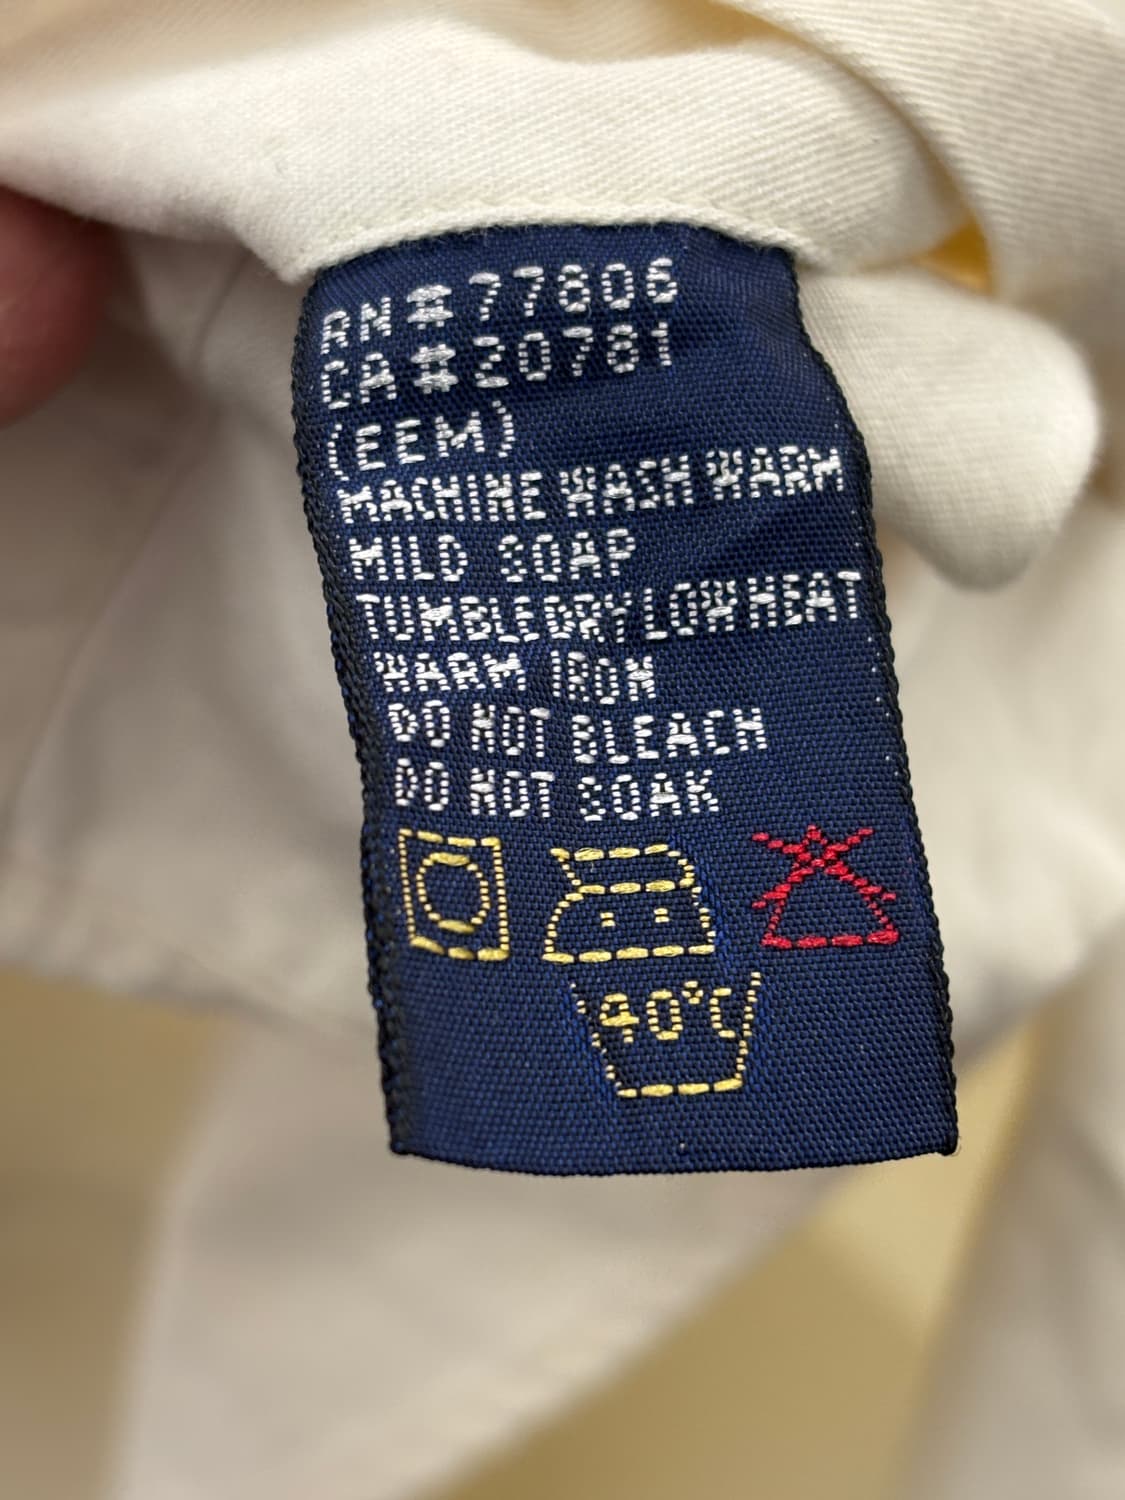 RN#77806
CA#20781
(EEM)
MACHINE WASH WARM
MILD SOAP
TUMBLEDRY LOW HEAT
WARM IRON
DO NOT BLEACH
DO NOT SOAK
40°C